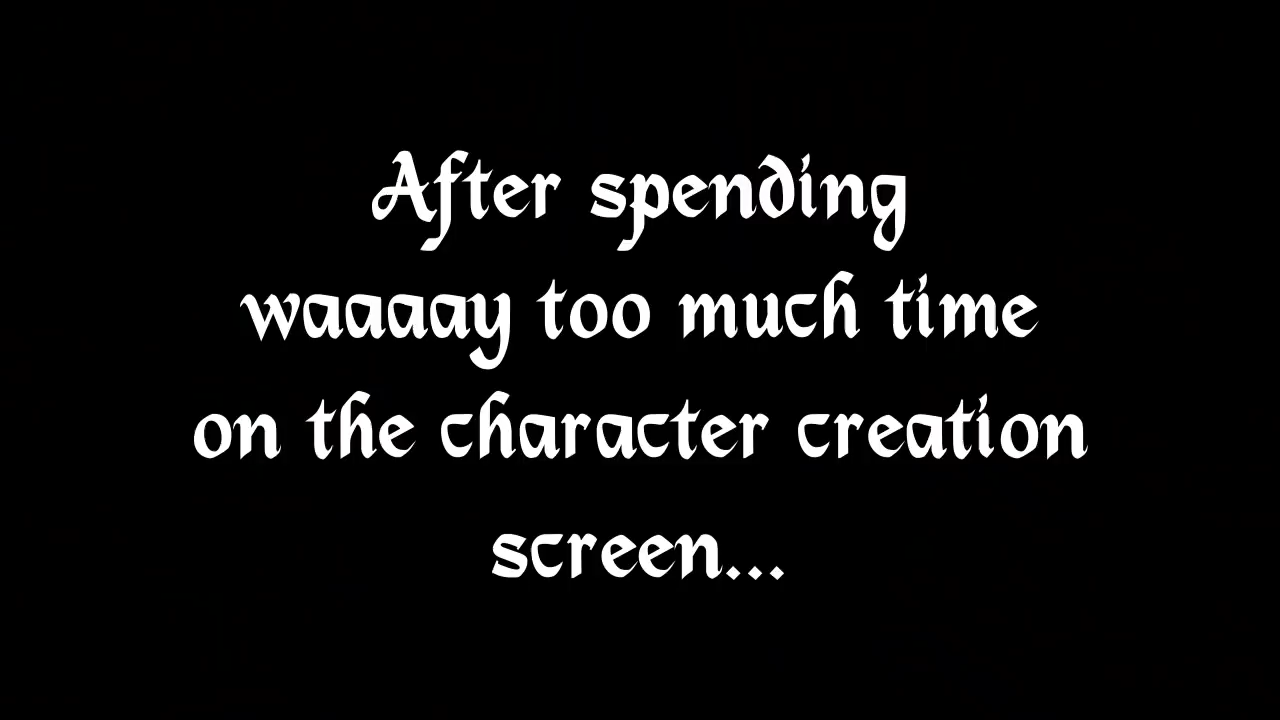 After spending
waaaay too much time
on the character creation
screen...